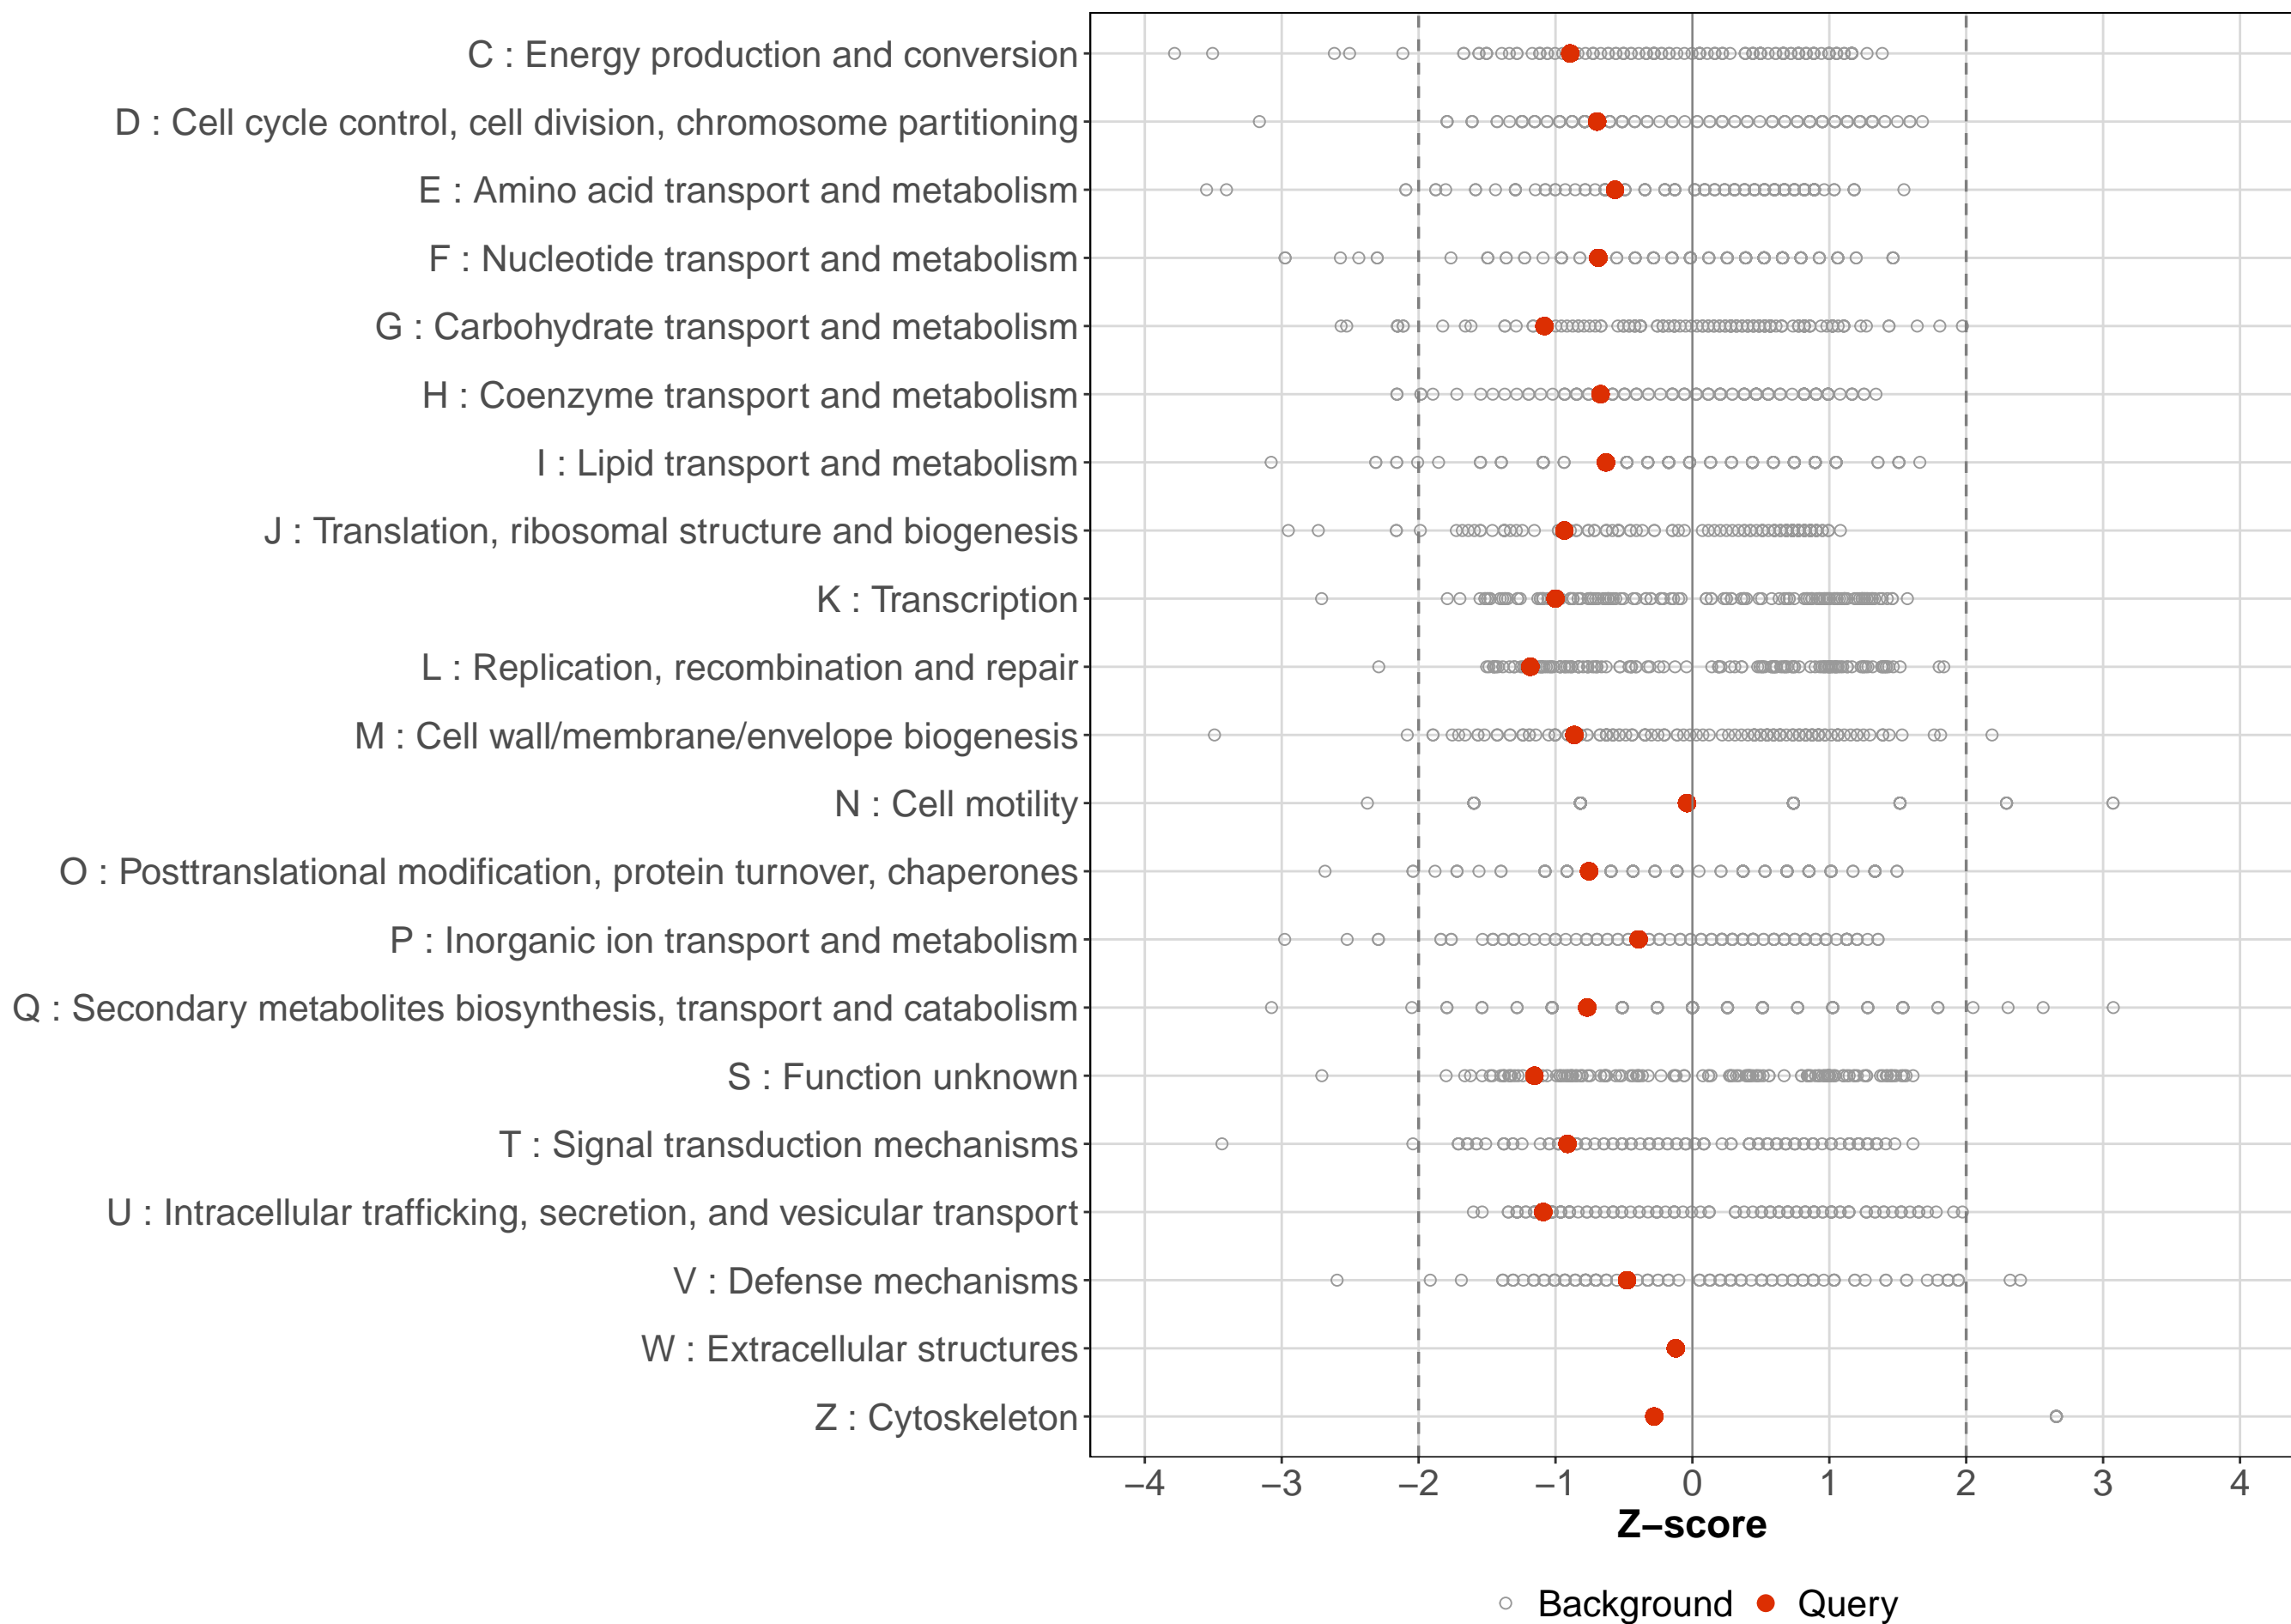 C : Energy production and conversion
D : Cell cycle control, cell division, chromosome partitioning
E : Amino acid transport and metabolism
F : Nucleotide transport and metabolism
G : Carbohydrate transport and metabolism
H : Coenzyme transport and metabolism
I : Lipid transport and metabolism
J : Translation, ribosomal structure and biogenesis
K : Transcription
L : Replication, recombination and repair
M : Cell wall/membrane/envelope biogenesis
N : Cell motility
O : Posttranslational modification, protein turnover, chaperones
P : Inorganic ion transport and metabolism
Q : Secondary metabolites biosynthesis, transport and catabolism
S : Function unknown
T : Signal transduction mechanisms
U : Intracellular trafficking, secretion, and vesicular transport
V : Defense mechanisms
W : Extracellular structures
Z : Cytoskeleton
−4 −3 −2 −1 0 1 2 3 4
Z−score
Background Query